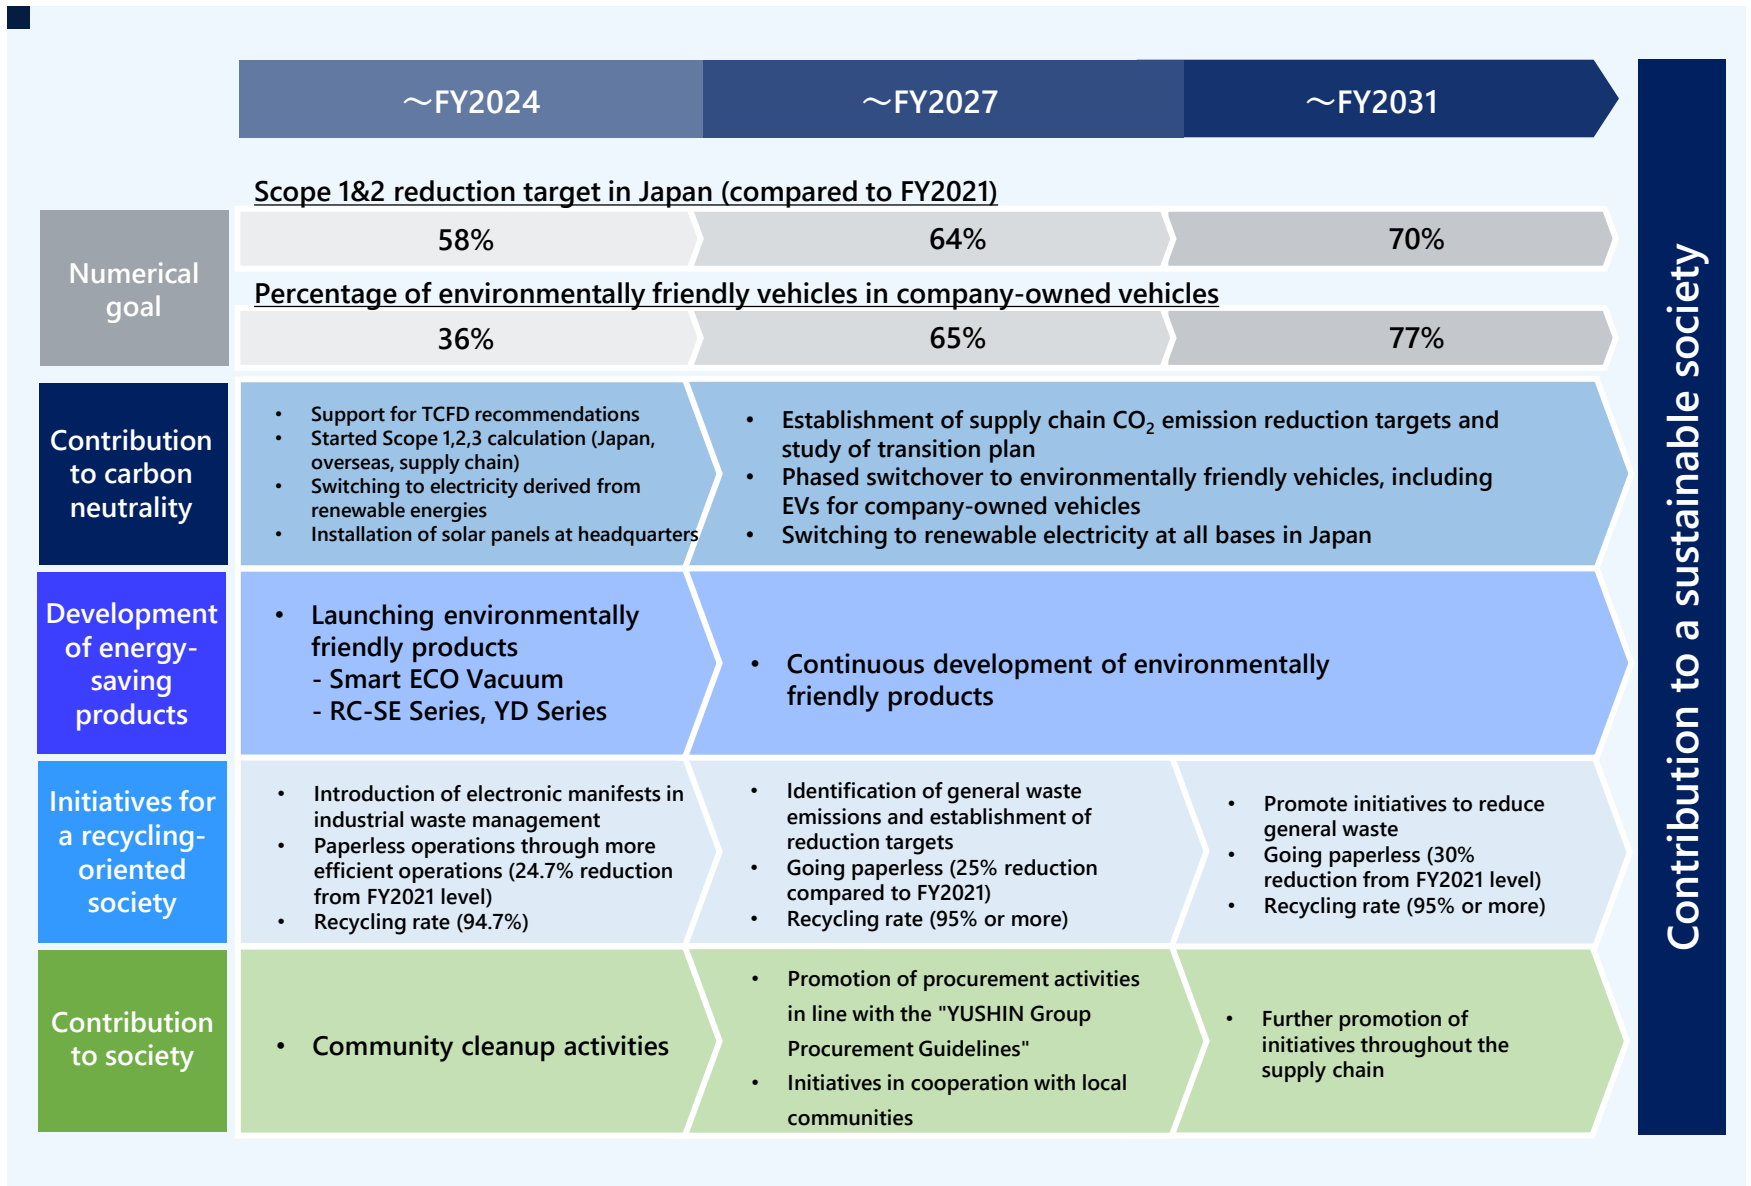 ～FY2024
～FY2027
～FY2031
Scope 1&2 reduction target in Japan (compared to FY2021)
Numerical
goal
58%
64%
70%
Percentage of environmentally friendly vehicles in company-owned vehicles
36%
65%
77%
Contribution
to carbon
neutrality
• Support for TCFD recommendations
• Started Scope 1,2,3 calculation (Japan,
overseas, supply chain)
• Switching to electricity derived from
renewable energies
• Installation of solar panels at headquarters
• Establishment of supply chain CO₂ emission reduction targets and
study of transition plan
• Phased switchover to environmentally friendly vehicles, including
EVs for company-owned vehicles
• Switching to renewable electricity at all bases in Japan
Development
of energy-
saving
products
• Launching environmentally
friendly products
- Smart ECO Vacuum
- RC-SE Series, YD Series
• Continuous development of environmentally
friendly products
Initiatives for
a recycling-
oriented
society
• Introduction of electronic manifests in
industrial waste management
• Paperless operations through more
efficient operations (24.7% reduction
from FY2021 level)
• Recycling rate (94.7%)
• Identification of general waste
emissions and establishment of
reduction targets
• Going paperless (25% reduction
compared to FY2021)
• Recycling rate (95% or more)
• Promote initiatives to reduce
general waste
• Going paperless (30%
reduction from FY2021 level)
• Recycling rate (95% or more)
Contribution
to society
• Community cleanup activities
• Promotion of procurement activities
in line with the "YUSHIN Group
Procurement Guidelines"
• Initiatives in cooperation with local
communities
• Further promotion of
initiatives throughout the
supply chain
Contribution to a sustainable society